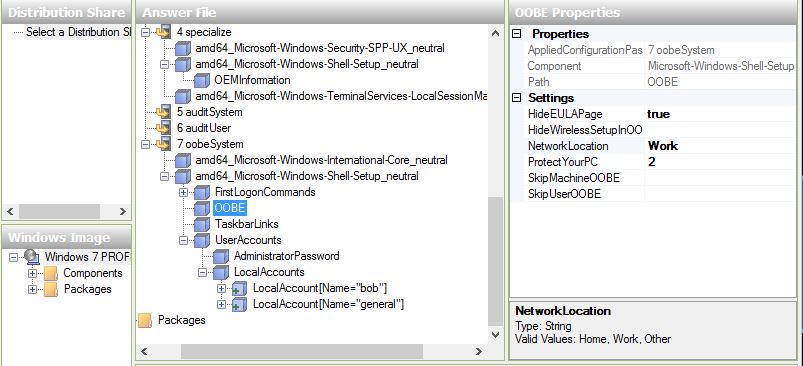 Distribution Share
Select a Distribution Sl
Windows Image
Windows 7 PROF
Components
Packages
Answer File
4 specialize
amd64_Microsoft-Windows-Security-SPP-UX_neutral
amd64_Microsoft-Windows-Shell-Setup_neutral
OEMInformation
amd64_Microsoft-Windows-TerminalServices-LocalSessionMa
5 auditSystem
6 auditUser
7 oobeSystem
amd64_Microsoft-Windows-International-Core_neutral
amd64_Microsoft-Windows-Shell-Setup_neutral
FirstLogonCommands
OOBE
TaskbarLinks
UserAccounts
AdministratorPassword
LocalAccounts
LocalAccount[Name="bob"]
LocalAccount[Name="general"]
Packages
OOBE Properties
Properties
AppliedConfigurationPas 7 oobeSystem
Component Microsoft-Windows-Shell-Setup
Path OOBE
Settings
HideEULAPage true
HideWirelessSetupInOO
NetworkLocation Work
ProtectYourPC 2
SkipMachineOOBE
SkipUserOOBE
NetworkLocation
Type: String
Valid Values: Home, Work, Other